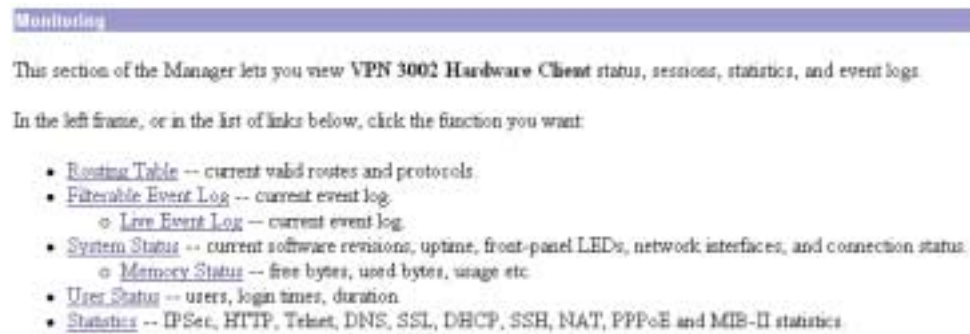 Monitoring
This section of the Manager lets you view VPN 3002 Hardware Client status, sessions, statistics, and event logs.
In the left frame, or in the list of links below, click the function you want:
• Routing Table -- current valid routes and protocols.
• Filterable Event Log -- current event log.
o Live Event Log -- current event log.
• System Status -- current software revisions, uptime, front-panel LEDs, network interfaces, and connection status.
o Memory Status -- free bytes, used bytes, usage etc
• User Status -- users, login times, duration.
• Statistics -- IPSec, HTTP, Telnet, DNS, SSL, DHCP, SSH, NAT, PPPoE and MIB-II statistics.